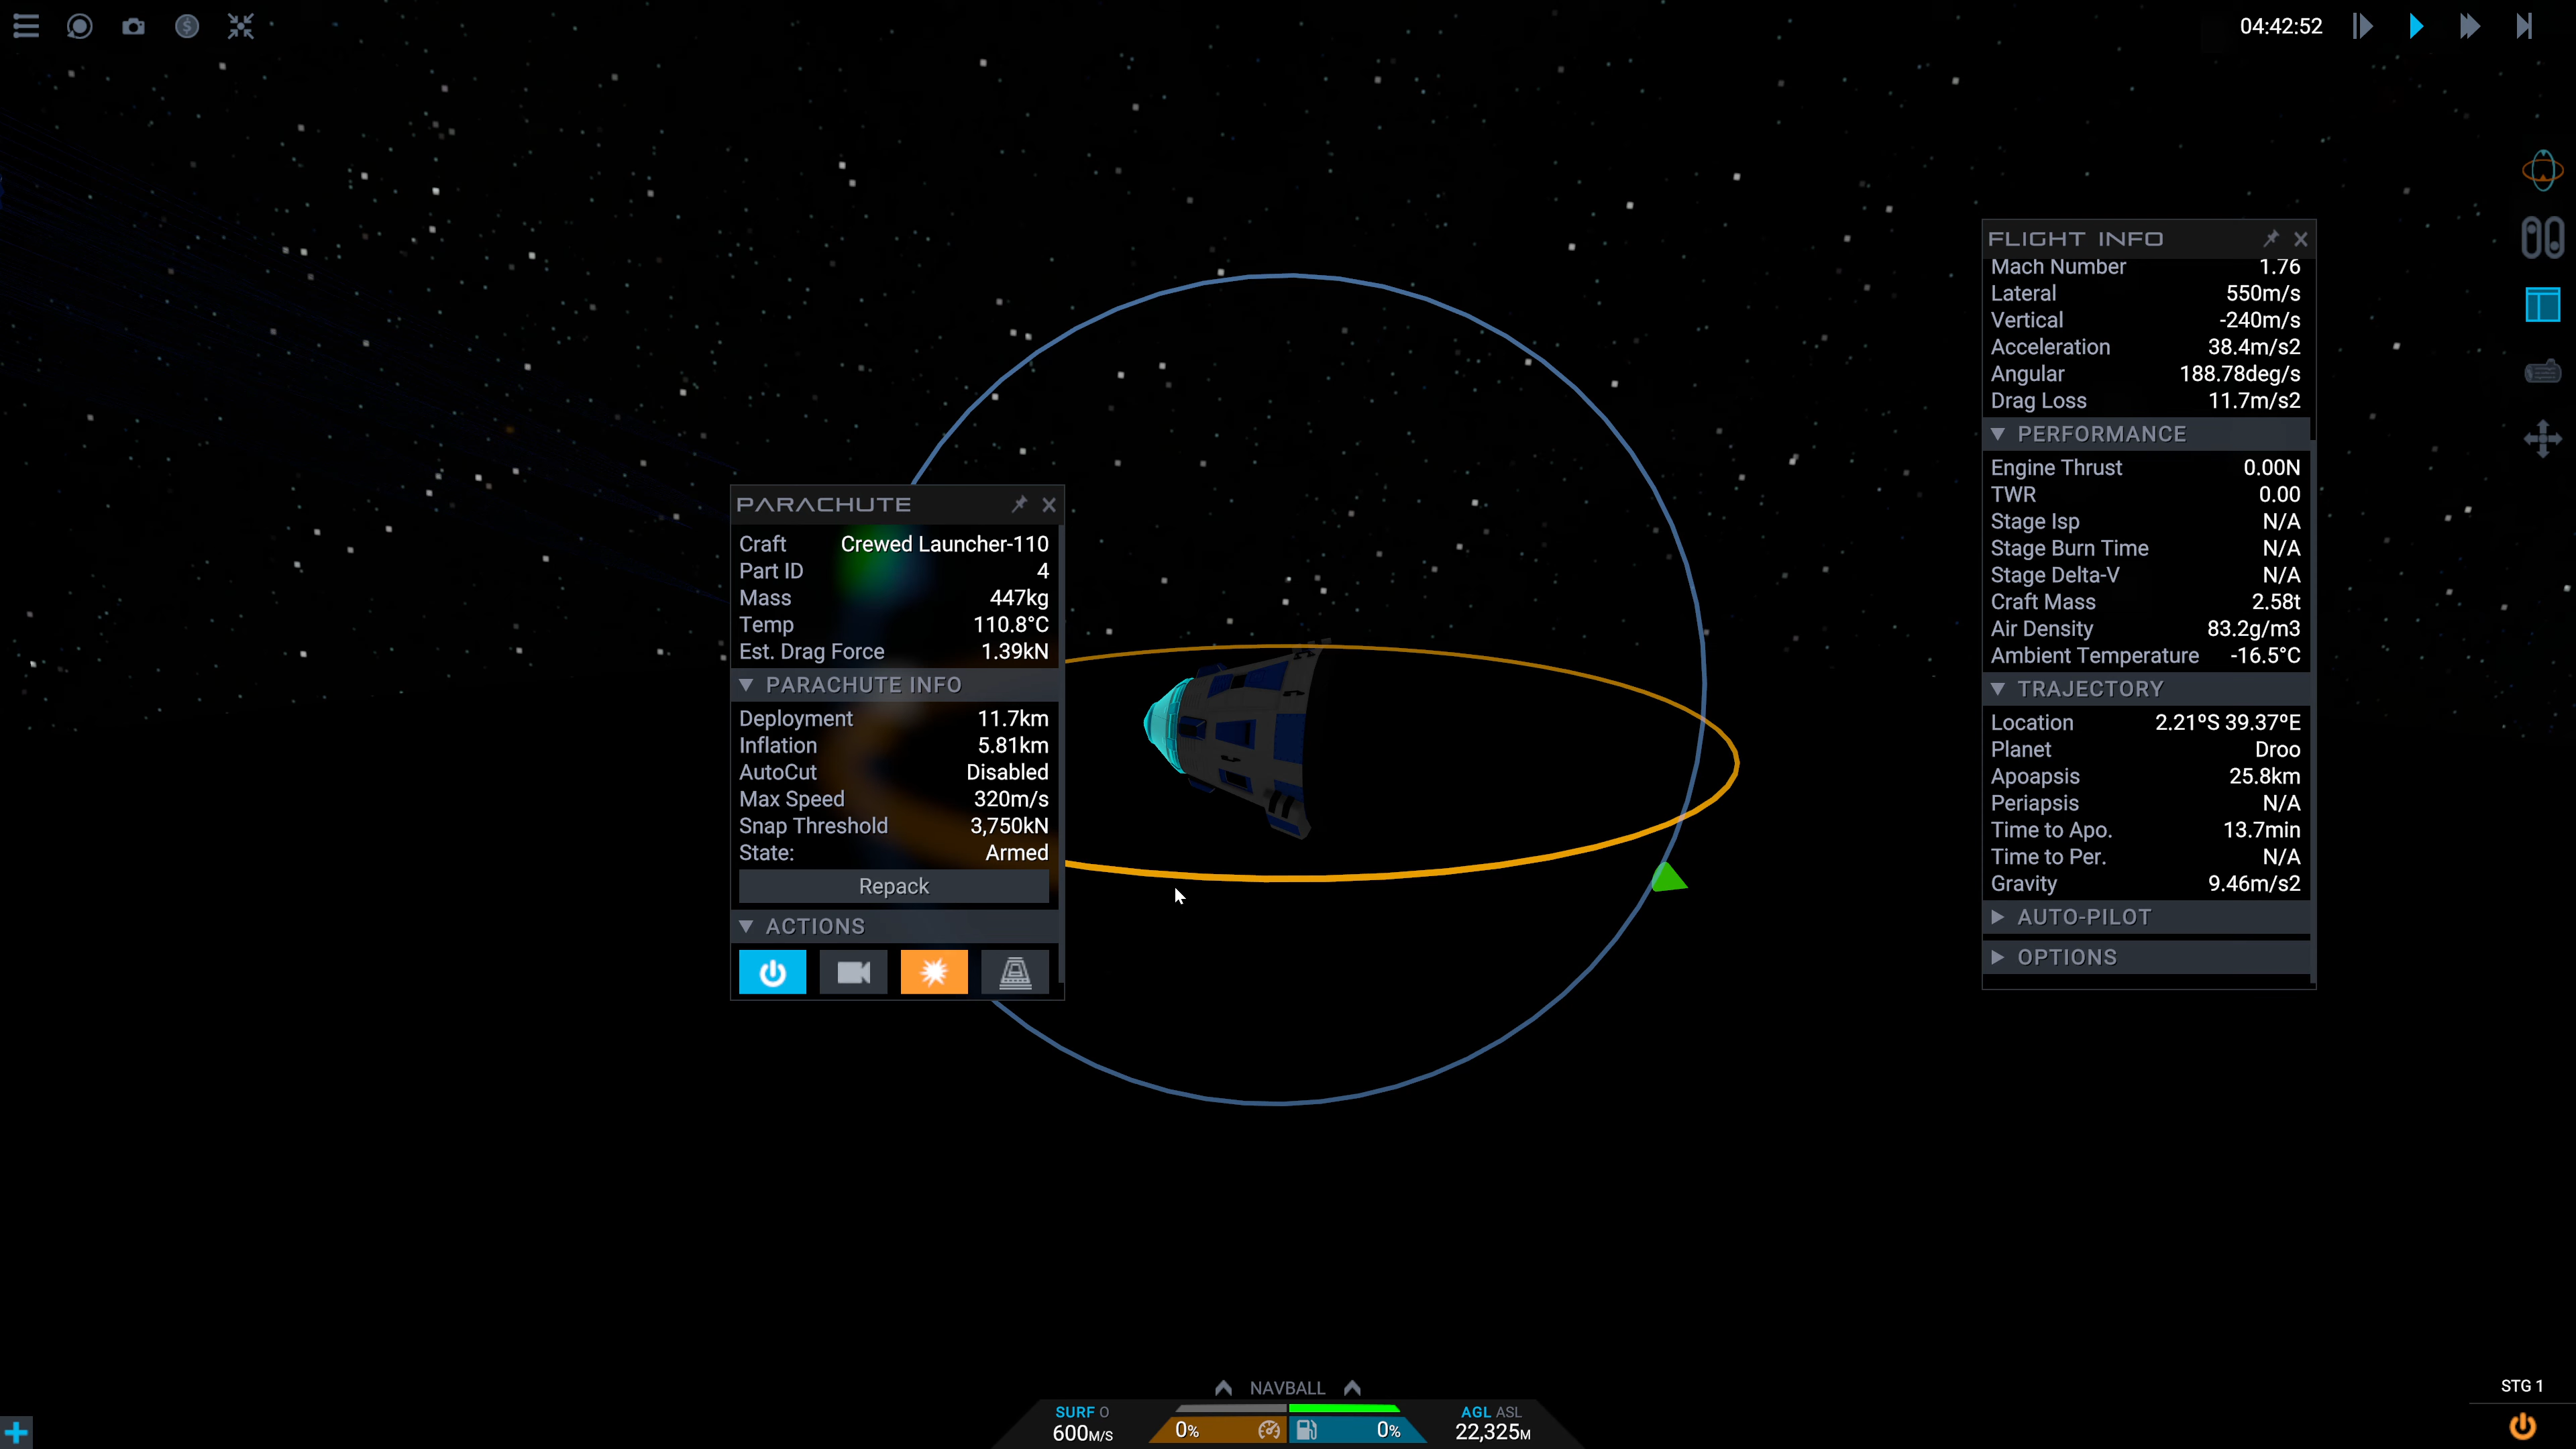 04:42:52
FLIGHT INFO
Mach Number 1.76
Lateral 550m/s
Vertical -240m/s
Acceleration 38.4m/s2
Angular 188.78deg/s
Drag Loss 11.7m/s2
PERFORMANCE
Engine Thrust 0.00N
TWR 0.00
Stage Isp N/A
Stage Burn Time N/A
Stage Delta-V N/A
Craft Mass 2.58t
Air Density 83.2g/m3
Ambient Temperature -16.5°C
TRAJECTORY
Location 2.21°S 39.37°E
Planet Droo
Apoapsis 25.8km
Periapsis N/A
Time to Apo. 13.7min
Time to Per. N/A
Gravity 9.46m/s2
AUTO-PILOT
OPTIONS
PARACHUTE
Craft Crewed Launcher-110
Part ID 4
Mass 447kg
Temp 110.8°C
Est. Drag Force 1.39kN
PARACHUTE INFO
Deployment 11.7km
Inflation 5.81km
AutoCut Disabled
Max Speed 320m/s
Snap Threshold 3,750kN
State: Armed
Repack
ACTIONS
NAVBALL
SURF O
600M/S
0%
0%
AGL ASL
22,325M
STG 1